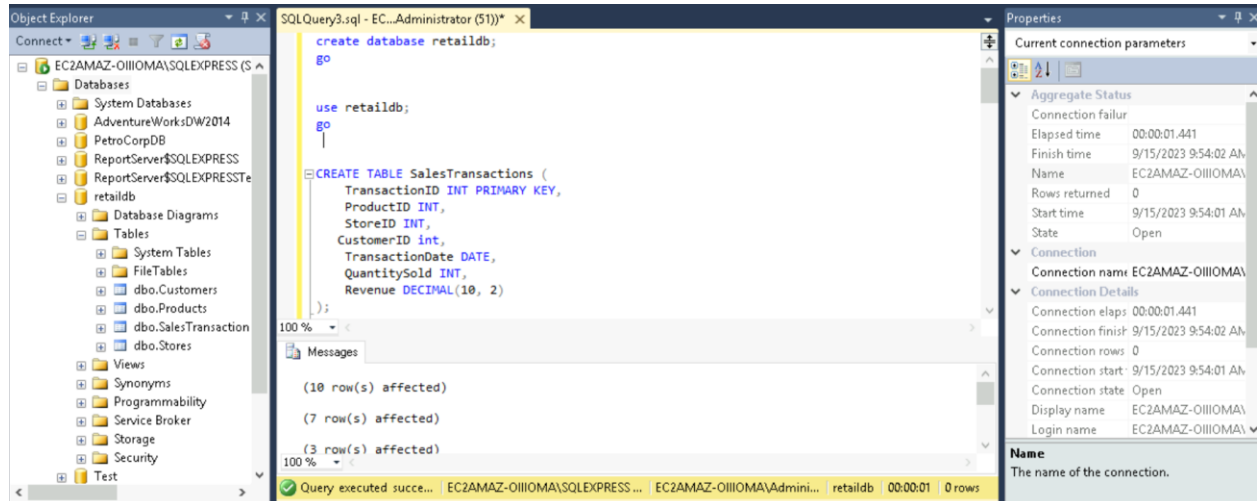 Object Explorer
Connect
EC2AMAZ-OIIIOMA\SQLEXPRESS (S
Databases
System Databases
AdventureWorksDW2014
PetroCorpDB
ReportServer$SQLEXPRESS
ReportServer$SQLEXPRESSTe
retaildb
Database Diagrams
Tables
System Tables
FileTables
dbo.Customers
dbo.Products
dbo.SalesTransaction
dbo.Stores
Views
Synonyms
Programmability
Service Broker
Storage
Security
Test
SQLQuery3.sql - EC...Administrator (51))*
create database retaildb;
go
use retaildb;
go
CREATE TABLE SalesTransactions (
TransactionID INT PRIMARY KEY,
ProductID INT,
StoreID INT,
CustomerID int,
TransactionDate DATE,
QuantitySold INT,
Revenue DECIMAL(10, 2)
);
100 %
Messages
(10 row(s) affected)
(7 row(s) affected)
(3 row(s) affected)
100 %
Query executed succe... EC2AMAZ-OIIIOMA\SQLEXPRESS ... EC2AMAZ-OIIIOMA\Admini... retaildb 00:00:01 0 rows
Properties
Current connection parameters
Aggregate Status
Connection failur
Elapsed time 00:00:01.441
Finish time 9/15/2023 9:54:02 AM
Name EC2AMAZ-OIIIOMA\
Rows returned 0
Start time 9/15/2023 9:54:01 AM
State Open
Connection
Connection name EC2AMAZ-OIIIOMA\
Connection Details
Connection elaps 00:00:01.441
Connection finish 9/15/2023 9:54:02 AM
Connection rows 0
Connection start 9/15/2023 9:54:01 AM
Connection state Open
Display name EC2AMAZ-OIIIOMA\
Login name EC2AMAZ-OIIIOMA\
Name
The name of the connection.